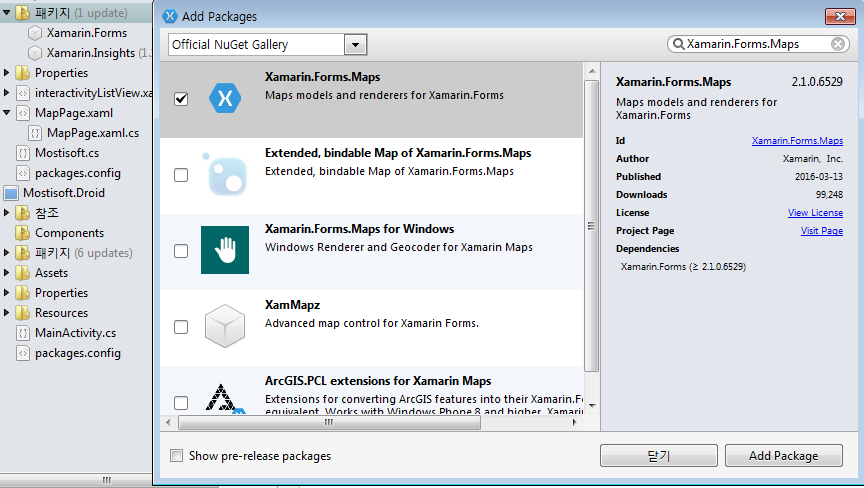 패키지 (1 update)
Xamarin.Forms
Xamarin.Insights (1.
Properties
interactivityListView.xa
MapPage.xaml
MapPage.xaml.cs
Mostisoft.cs
packages.config
Mostisoft.Droid
참조
Components
패키지 (6 updates)
Assets
Properties
Resources
MainActivity.cs
packages.config
Add Packages
Official NuGet Gallery
Xamarin.Forms.Maps
Xamarin.Forms.Maps
Maps models and renderers for Xamarin.Forms
Extended, bindable Map of Xamarin.Forms.Maps
Extended, bindable Map of Xamarin.Forms.Maps
Xamarin.Forms.Maps for Windows
Windows Renderer and Geocoder for Xamarin Maps
XamMapz
Advanced map control for Xamarin Forms.
ArcGIS.PCL extensions for Xamarin Maps
Extensions for converting ArcGIS features into their Xamarin.Fo
equivalent. Works with Windows Phone 8 and higher, Xamarin
Xamarin.Forms.Maps 2.1.0.6529
Maps models and renderers for
Xamarin.Forms
Id Xamarin.Forms.Maps
Author Xamarin, Inc.
Published 2016-03-13
Downloads 99,248
License View License
Project Page Visit Page
Dependencies
Xamarin.Forms (≥ 2.1.0.6529)
Show pre-release packages
닫기
Add Package